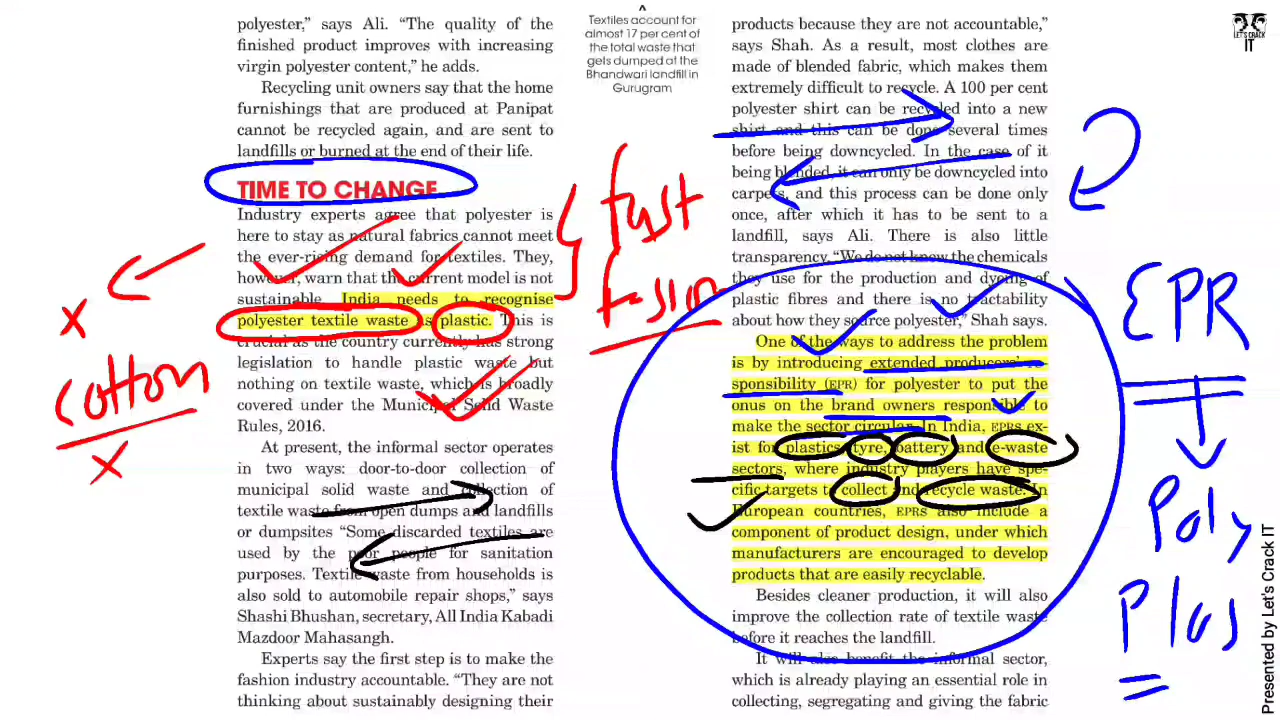 polyester,” says Ali. “The quality of the
finished product improves with increasing
virgin polyester content,” he adds.
Recycling unit owners say that the home
furnishings that are produced at Panipat
cannot be recycled again, and are sent to
landfills or burned at the end of their life.
TIME TO CHANGE
Industry experts agree that polyester is
here to stay as natural fabrics cannot meet
the ever-rising demand for textiles. They,
however, warn that the current model is not
sustainable. India needs to recognise
polyester textile waste as plastic. This is
crucial as the country currently has strong
legislation to handle plastic waste but
nothing on textile waste, which is broadly
covered under the Municipal Solid Waste
Rules, 2016.
At present, the informal sector operates
in two ways: door-to-door collection of
municipal solid waste and collection of
textile waste from open dumps and landfills
or dumpsites “Some discarded textiles are
used by the poor people for sanitation
purposes. Textile waste from households is
also sold to automobile repair shops,” says
Shashi Bhushan, secretary, All India Kabadi
Mazdoor Mahasangh.
Experts say the first step is to make the
fashion industry accountable. “They are not
thinking about sustainably designing their
Textiles account for
almost 17 per cent of
the total waste that
gets dumped at the
Bhandwari landfill in
Gurugram
products because they are not accountable,”
says Shah. As a result, most clothes are
made of blended fabric, which makes them
extremely difficult to recycle. A 100 per cent
polyester shirt can be recycled into a new
shirt and this can be done several times
before being downcycled. In the case of it
being blended, it can only be downcycled into
carpets, and this process can be done only
once, after which it has to be sent to a
landfill, says Ali. There is also little
transparency. “We do not know the chemicals
they use for the production and dyeing of
plastic fibres and there is no tractability
about how they source polyester,” Shah says.
One of the ways to address the problem
is by introducing extended producer’s re-
sponsibility (EPR) for polyester to put the
onus on the brand owners responsible to
make the sector circular. In India, EPRS ex-
ist for plastics, tyre, battery and e-waste
sectors, where industry players have spe-
cific targets to collect and recycle waste. In
European countries, EPRS also include a
component of product design, under which
manufacturers are encouraged to develop
products that are easily recyclable.
Besides cleaner production, it will also
improve the collection rate of textile waste
before it reaches the landfill.
It will also benefit the informal sector,
which is already playing an essential role in
collecting, segregating and giving the fabric
x
cotton
x
fast
fasion
EPR
Poly
Plas
LET'S CRACK
IT
Presented by Let's Crack IT